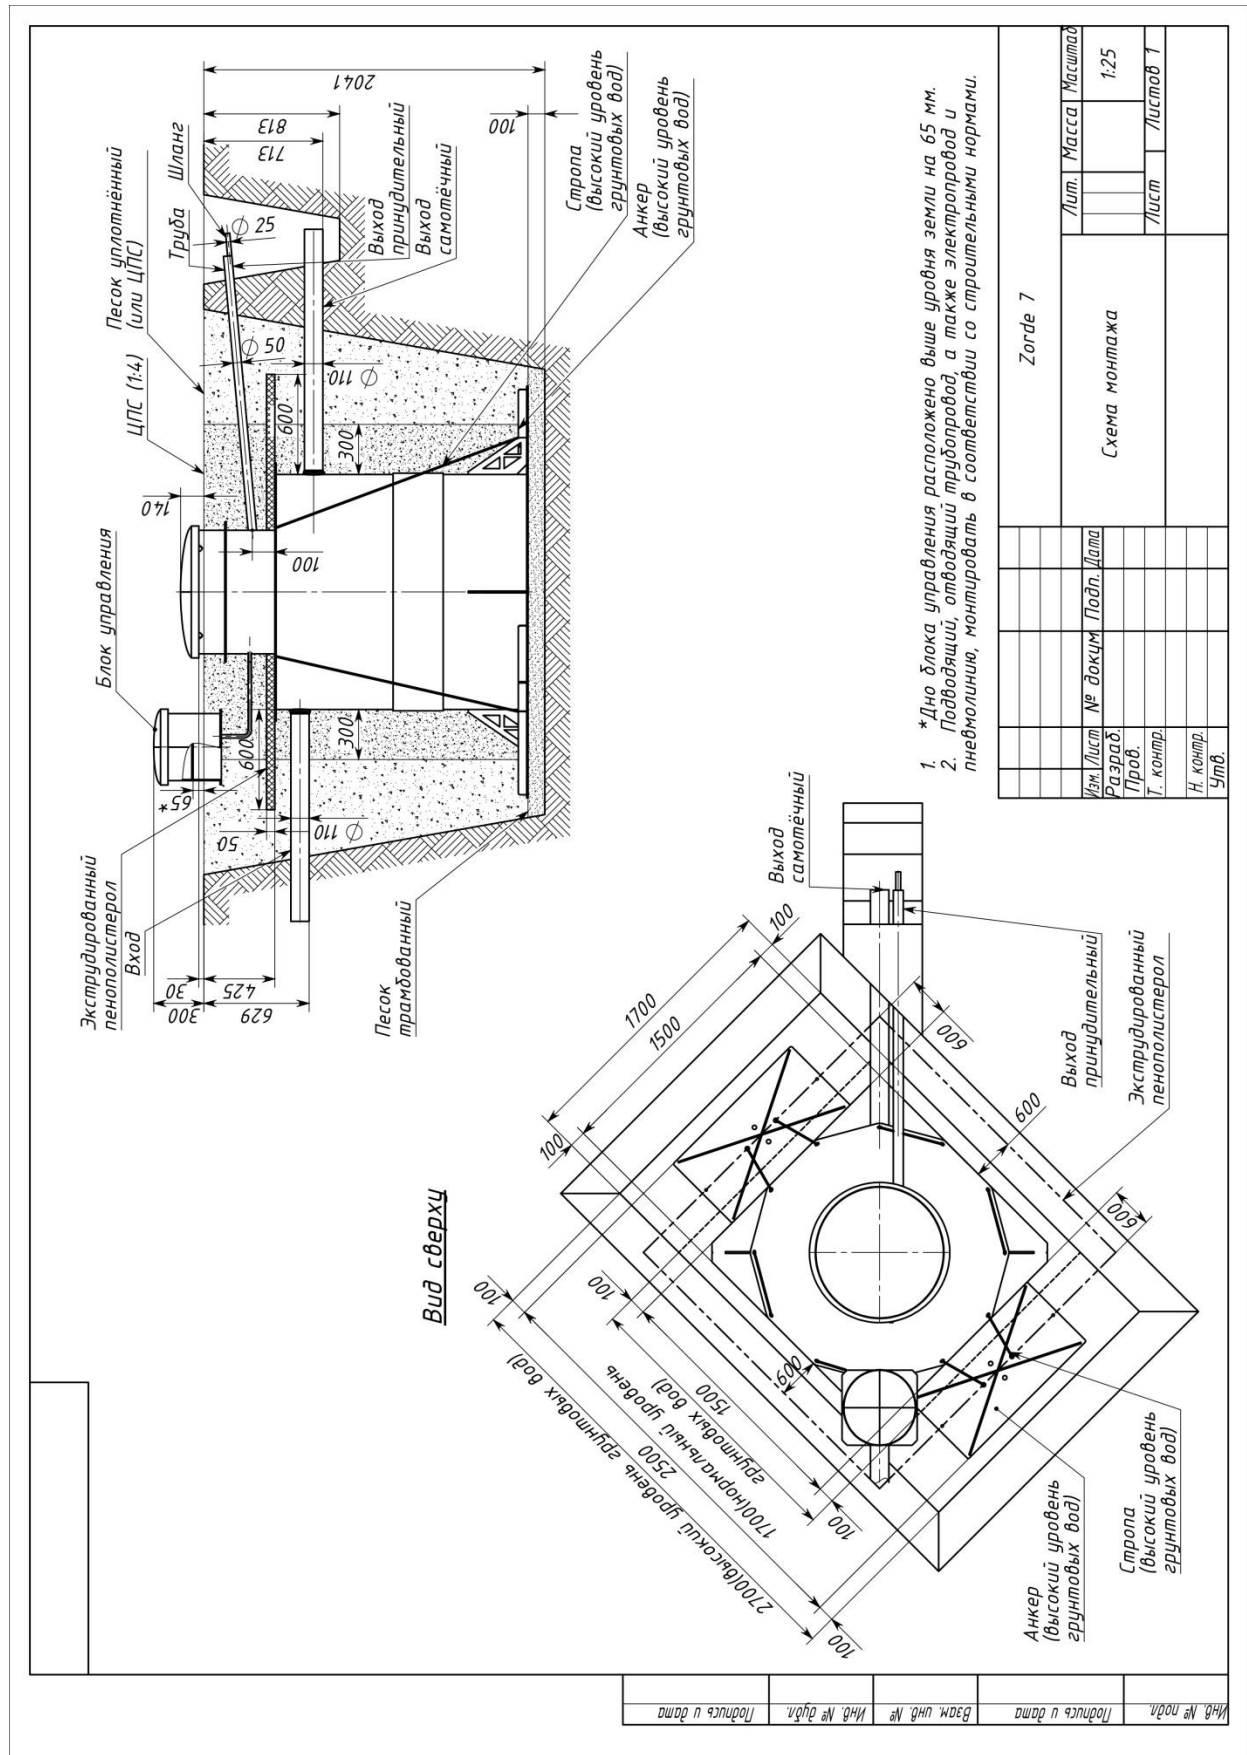 Экструдированный
пенополистерол
Вход
Блок управления
ЦПС (1:4)
Песок уплотнённый
(или ЦПС)
Труба
Шланг
Выход
принудительный
Выход
самотёчный
Стропа
(высокий уровень
грунтовых вод)
Анкер
(высокий уровень
грунтовых вод)
Песок
трамбованный
300
30
425
629
65*
50
600
Ø 110
300
140
100
600
300
Ø 110
Ø 50
Ø 25
713
813
2041
100
Вид сверху
100
1700
1500
100
600
600
600
600
100
100
2700(высокий уровень грунтовых вод)
2500
1700(нормальный уровень
грунтовых вод)
1500
100
100
Выход
самотёчный
Выход
принудительный
Экструдированный
пенополистерол
Анкер
(высокий уровень
грунтовых вод)
Стропа
(высокий уровень
грунтовых вод)
1. *Дно блока управления расположено выше уровня земли на 65 мм.
2. Подводящий, отводящий трубопровод, а также электропровод и
пневмолинию, монтировать в соответствии со строительными нормами.
Zorde 7
Изм. Лист № докум Подп. Дата
Разраб.
Пров.
Т. контр.
Н. контр.
Утв.
Схема монтажа
Лит. Масса Масштаб
1:25
Лист Листов 1
Подпись и дата
Инв. № дубл.
Взам. инв. №
Подпись и дата
Инв. № подл.